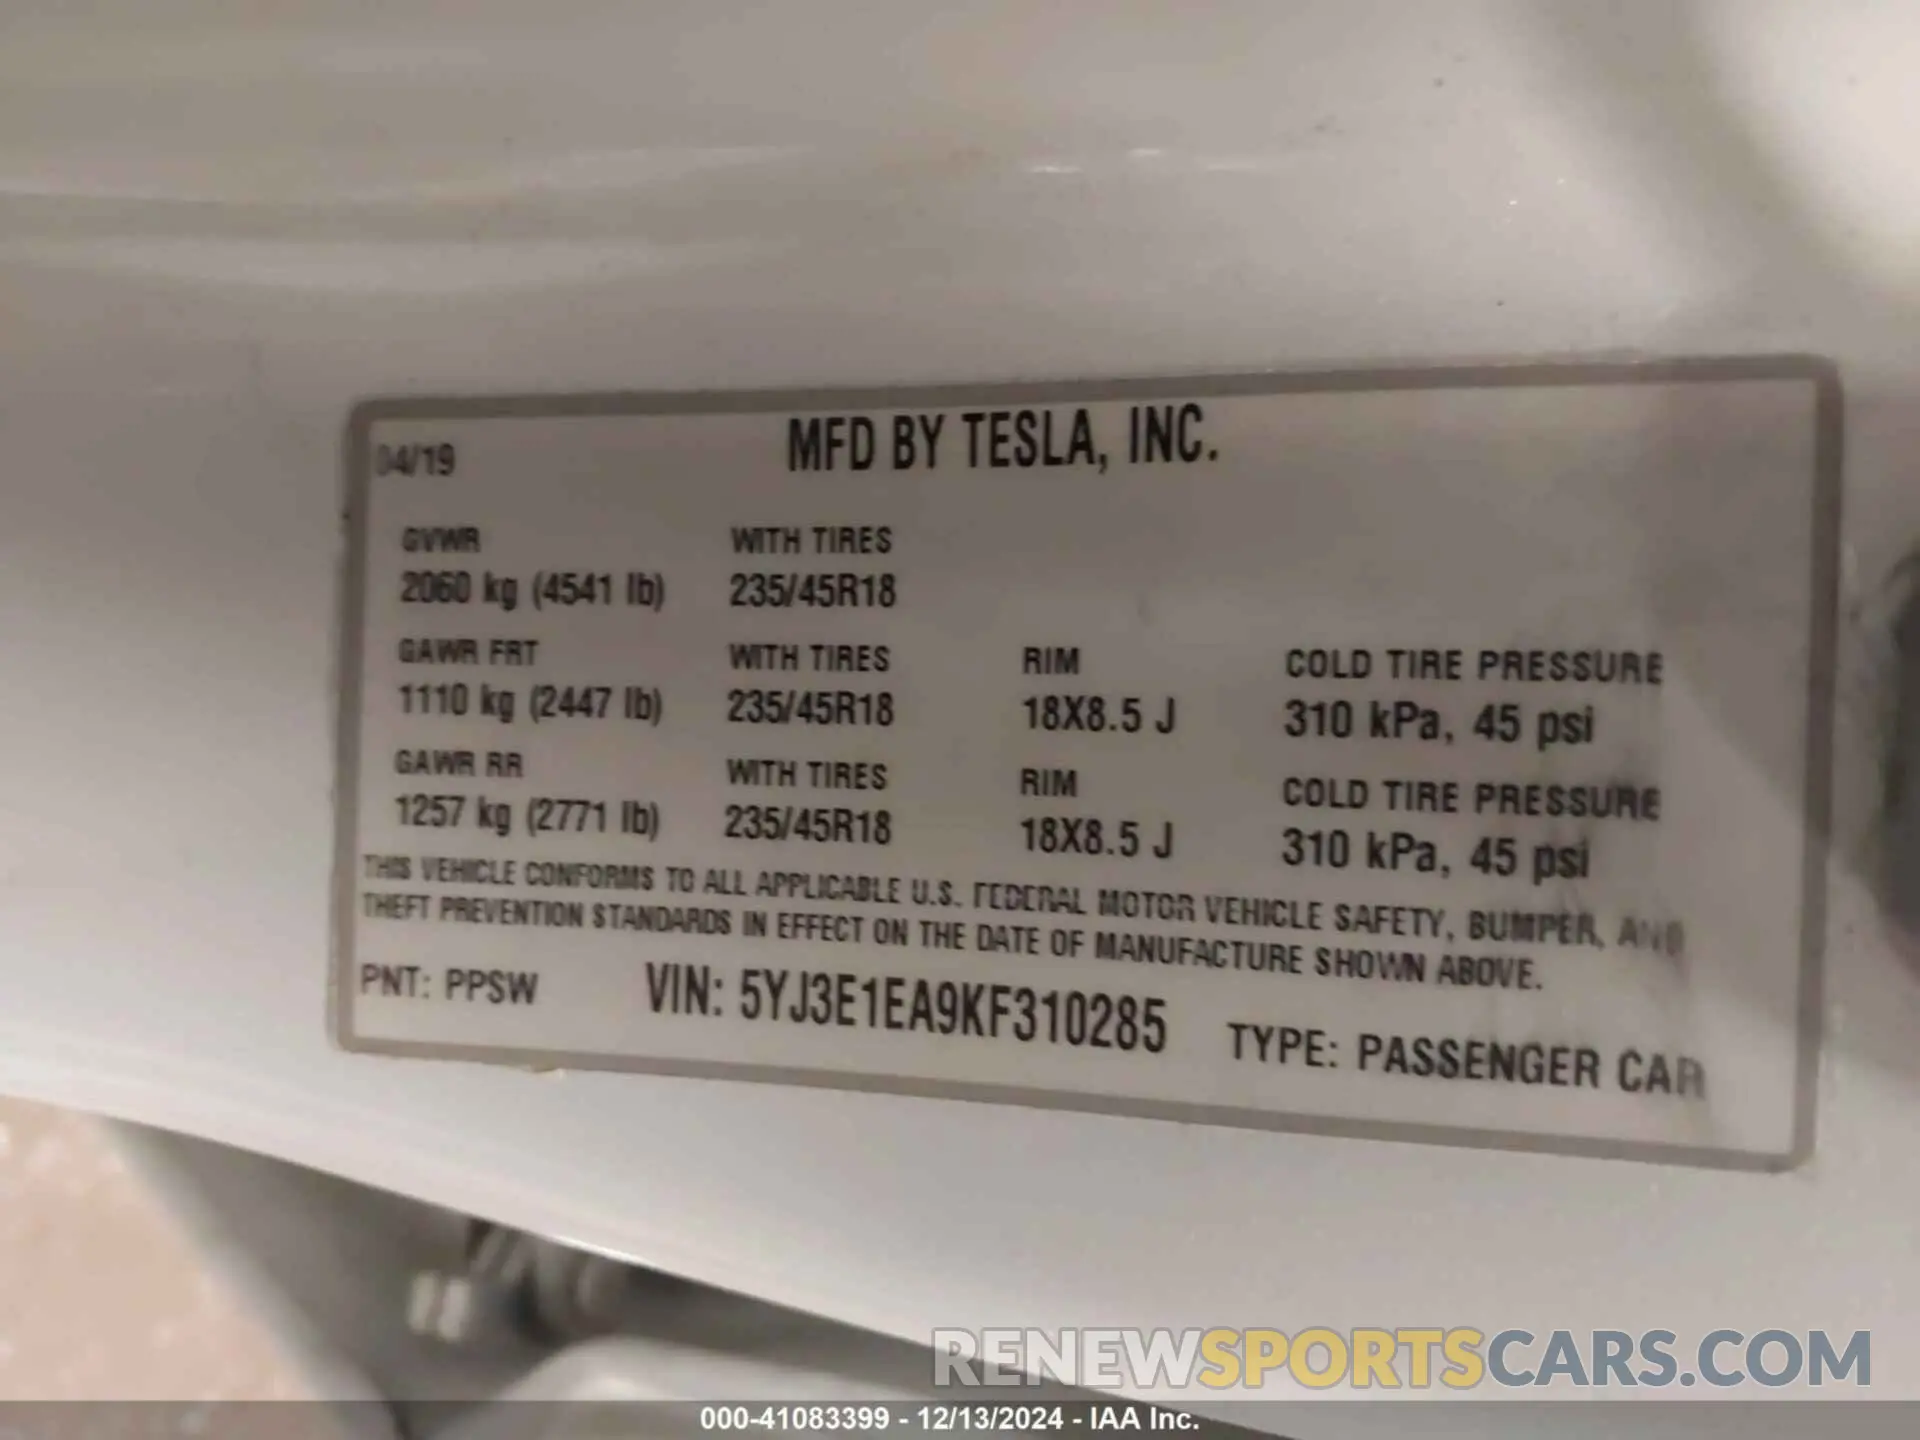 04/19 MFD BY TESLA, INC.
GVWR WITH TIRES
2060 kg (4541 lb) 235/45R18
GAWR FRT WITH TIRES RIM COLD TIRE PRESSURE
1110 kg (2447 lb) 235/45R18 18X8.5 J 310 kPa, 45 psi
GAWR RR WITH TIRES RIM COLD TIRE PRESSURE
1257 kg (2771 lb) 235/45R18 18X8.5 J 310 kPa, 45 psi
THIS VEHICLE CONFORMS TO ALL APPLICABLE U.S. FEDERAL MOTOR VEHICLE SAFETY, BUMPER, AND
THEFT PREVENTION STANDARDS IN EFFECT ON THE DATE OF MANUFACTURE SHOWN ABOVE.
PNT: PPSW VIN: 5YJ3E1EA9KF310285 TYPE: PASSENGER CAR
RENEWSPORTSCARS.COM
000-41083399 - 12/13/2024 - IAA Inc.